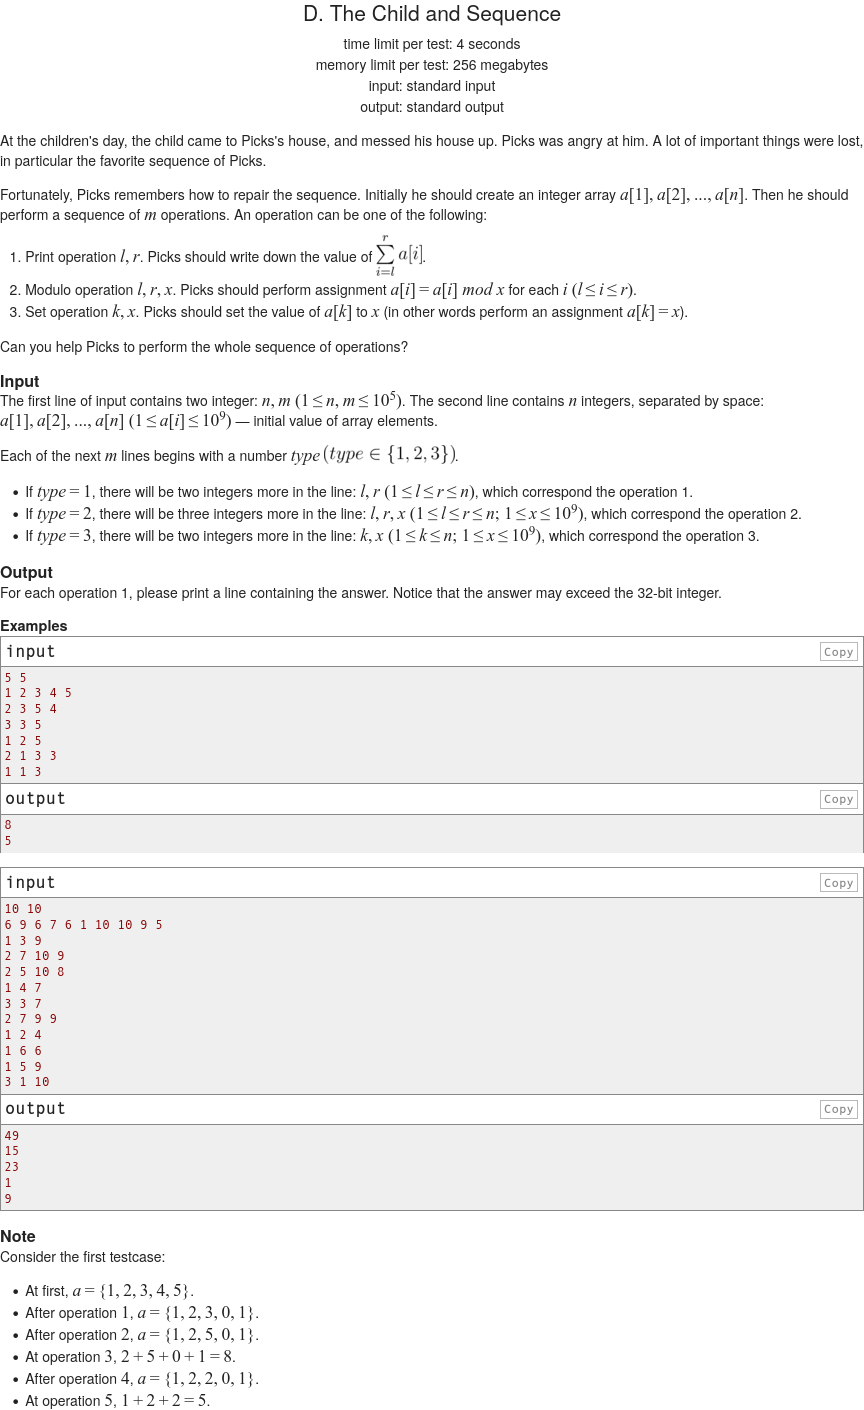 D. The Child and Sequence
time limit per test: 4 seconds
memory limit per test: 256 megabytes
input: standard input
output: standard output
At the children's day, the child came to Picks's house, and messed his house up. Picks was angry at him. A lot of important things were lost,
in particular the favorite sequence of Picks.
Fortunately, Picks remembers how to repair the sequence. Initially he should create an integer array a[1], a[2], ..., a[n]. Then he should
perform a sequence of m operations. An operation can be one of the following:
1. Print operation l, r. Picks should write down the value of $\sum_{i=l}^{r} a[i]$.
2. Modulo operation l, r, x. Picks should perform assignment a[i] = a[i] mod x for each i (l ≤ i ≤ r).
3. Set operation k, x. Picks should set the value of a[k] to x (in other words perform an assignment a[k] = x).
Can you help Picks to perform the whole sequence of operations?
Input
The first line of input contains two integer: n, m (1 ≤ n, m ≤ 10^5). The second line contains n integers, separated by space:
a[1], a[2], ..., a[n] (1 ≤ a[i] ≤ 10^9) — initial value of array elements.
Each of the next m lines begins with a number type (type ∈ {1, 2, 3}).
• If type = 1, there will be two integers more in the line: l, r (1 ≤ l ≤ r ≤ n), which correspond the operation 1.
• If type = 2, there will be three integers more in the line: l, r, x (1 ≤ l ≤ r ≤ n; 1 ≤ x ≤ 10^9), which correspond the operation 2.
• If type = 3, there will be two integers more in the line: k, x (1 ≤ k ≤ n; 1 ≤ x ≤ 10^9), which correspond the operation 3.
Output
For each operation 1, please print a line containing the answer. Notice that the answer may exceed the 32-bit integer.
Examples
input Copy
5 5
1 2 3 4 5
2 3 5 4
3 3 5
1 2 5
2 1 3 3
1 1 3
output Copy
8
5
input Copy
10 10
6 9 6 7 6 1 10 10 9 5
1 3 9
2 7 10 9
2 5 10 8
1 4 7
3 3 7
2 7 9 9
1 2 4
1 6 6
1 5 9
3 1 10
output Copy
49
15
23
1
9
Note
Consider the first testcase:
• At first, a = {1, 2, 3, 4, 5}.
• After operation 1, a = {1, 2, 3, 0, 1}.
• After operation 2, a = {1, 2, 5, 0, 1}.
• At operation 3, 2 + 5 + 0 + 1 = 8.
• After operation 4, a = {1, 2, 2, 0, 1}.
• At operation 5, 1 + 2 + 2 = 5.